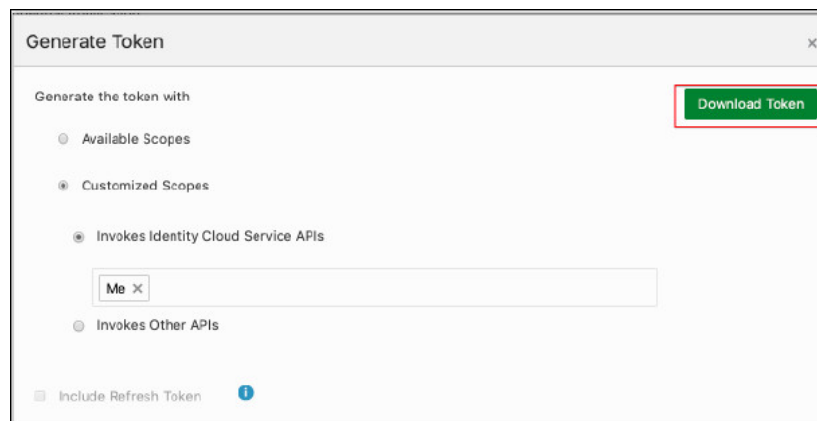 Generate Token
Generate the token with
Download Token
Available Scopes
Customized Scopes
Invokes Identity Cloud Service APIs
Me ×
Invokes Other APIs
Include Refresh Token